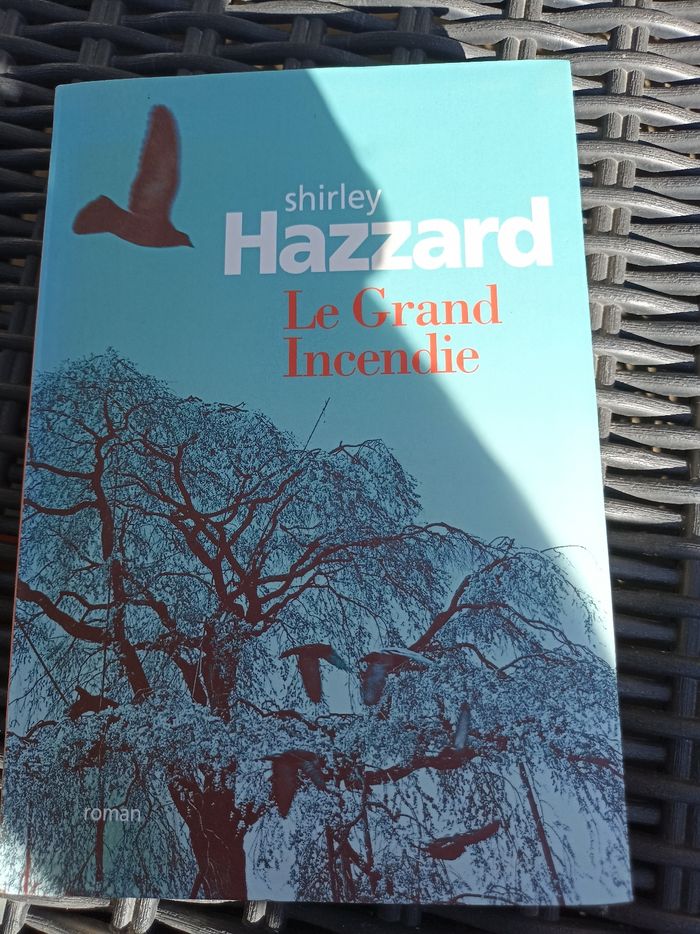 shirley
Hazzard
Le Grand
Incendie
roman